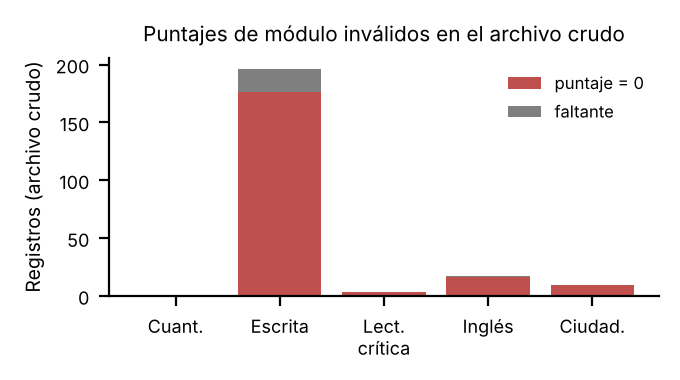 Puntajes de módulo inválidos en el archivo crudo
Registros (archivo crudo)
200
150
100
50
0
puntaje = 0
faltante
Cuant.
Escrita
Lect.
crítica
Inglés
Ciudad.